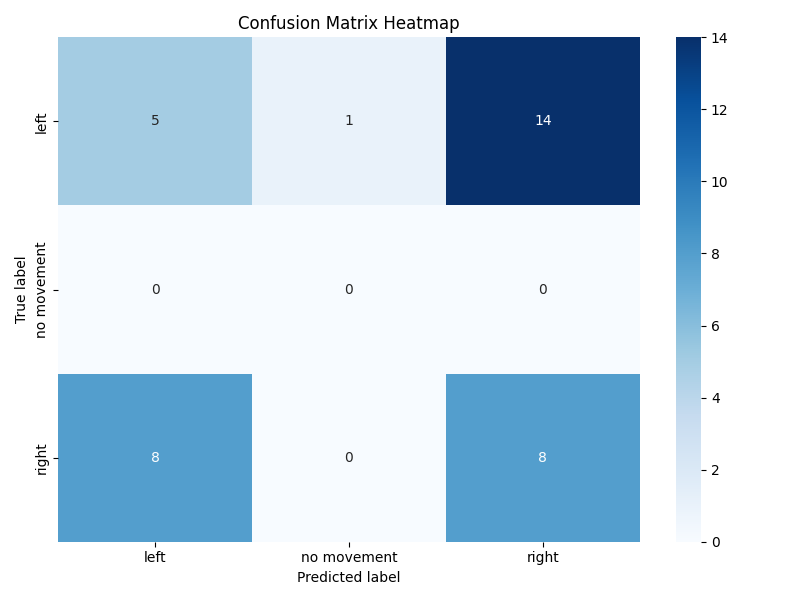 Confusion Matrix Heatmap
True label
left
5 1 14
no movement
0 0 0
right
8 0 8
left no movement right
Predicted label
14
12
10
8
6
4
2
0